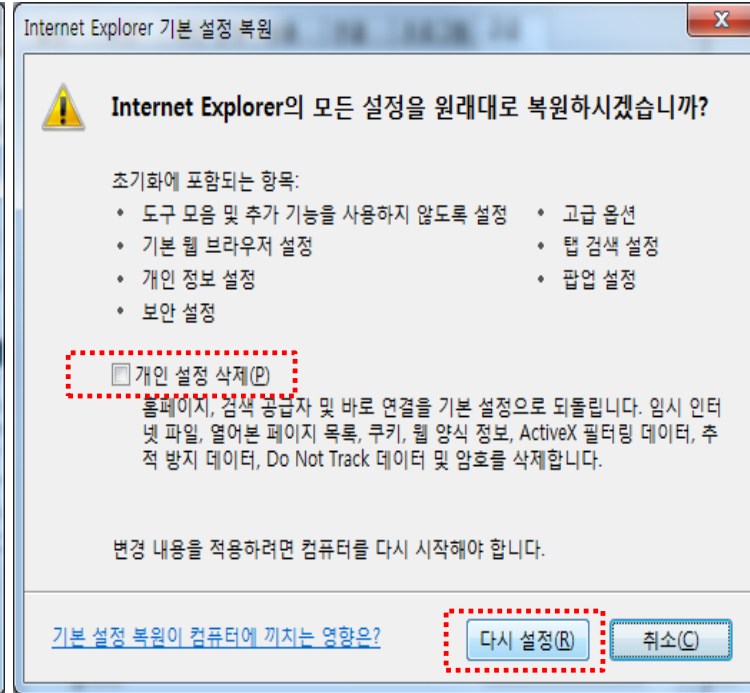 Internet Explorer 기본 설정 복원
Internet Explorer의 모든 설정을 원래대로 복원하시겠습니까?
초기화에 포함되는 항목:
• 도구 모음 및 추가 기능을 사용하지 않도록 설정
• 고급 옵션
• 기본 웹 브라우저 설정
• 탭 검색 설정
• 개인 정보 설정
• 팝업 설정
• 보안 설정
개인 설정 삭제(P)
홈페이지, 검색 공급자 및 바로 연결을 기본 설정으로 되돌립니다. 임시 인터
넷 파일, 열어본 페이지 목록, 쿠키, 웹 양식 정보, ActiveX 필터링 데이터, 추
적 방지 데이터, Do Not Track 데이터 및 암호를 삭제합니다.
변경 내용을 적용하려면 컴퓨터를 다시 시작해야 합니다.
기본 설정 복원이 컴퓨터에 끼치는 영향은?
다시 설정(R)
취소(C)